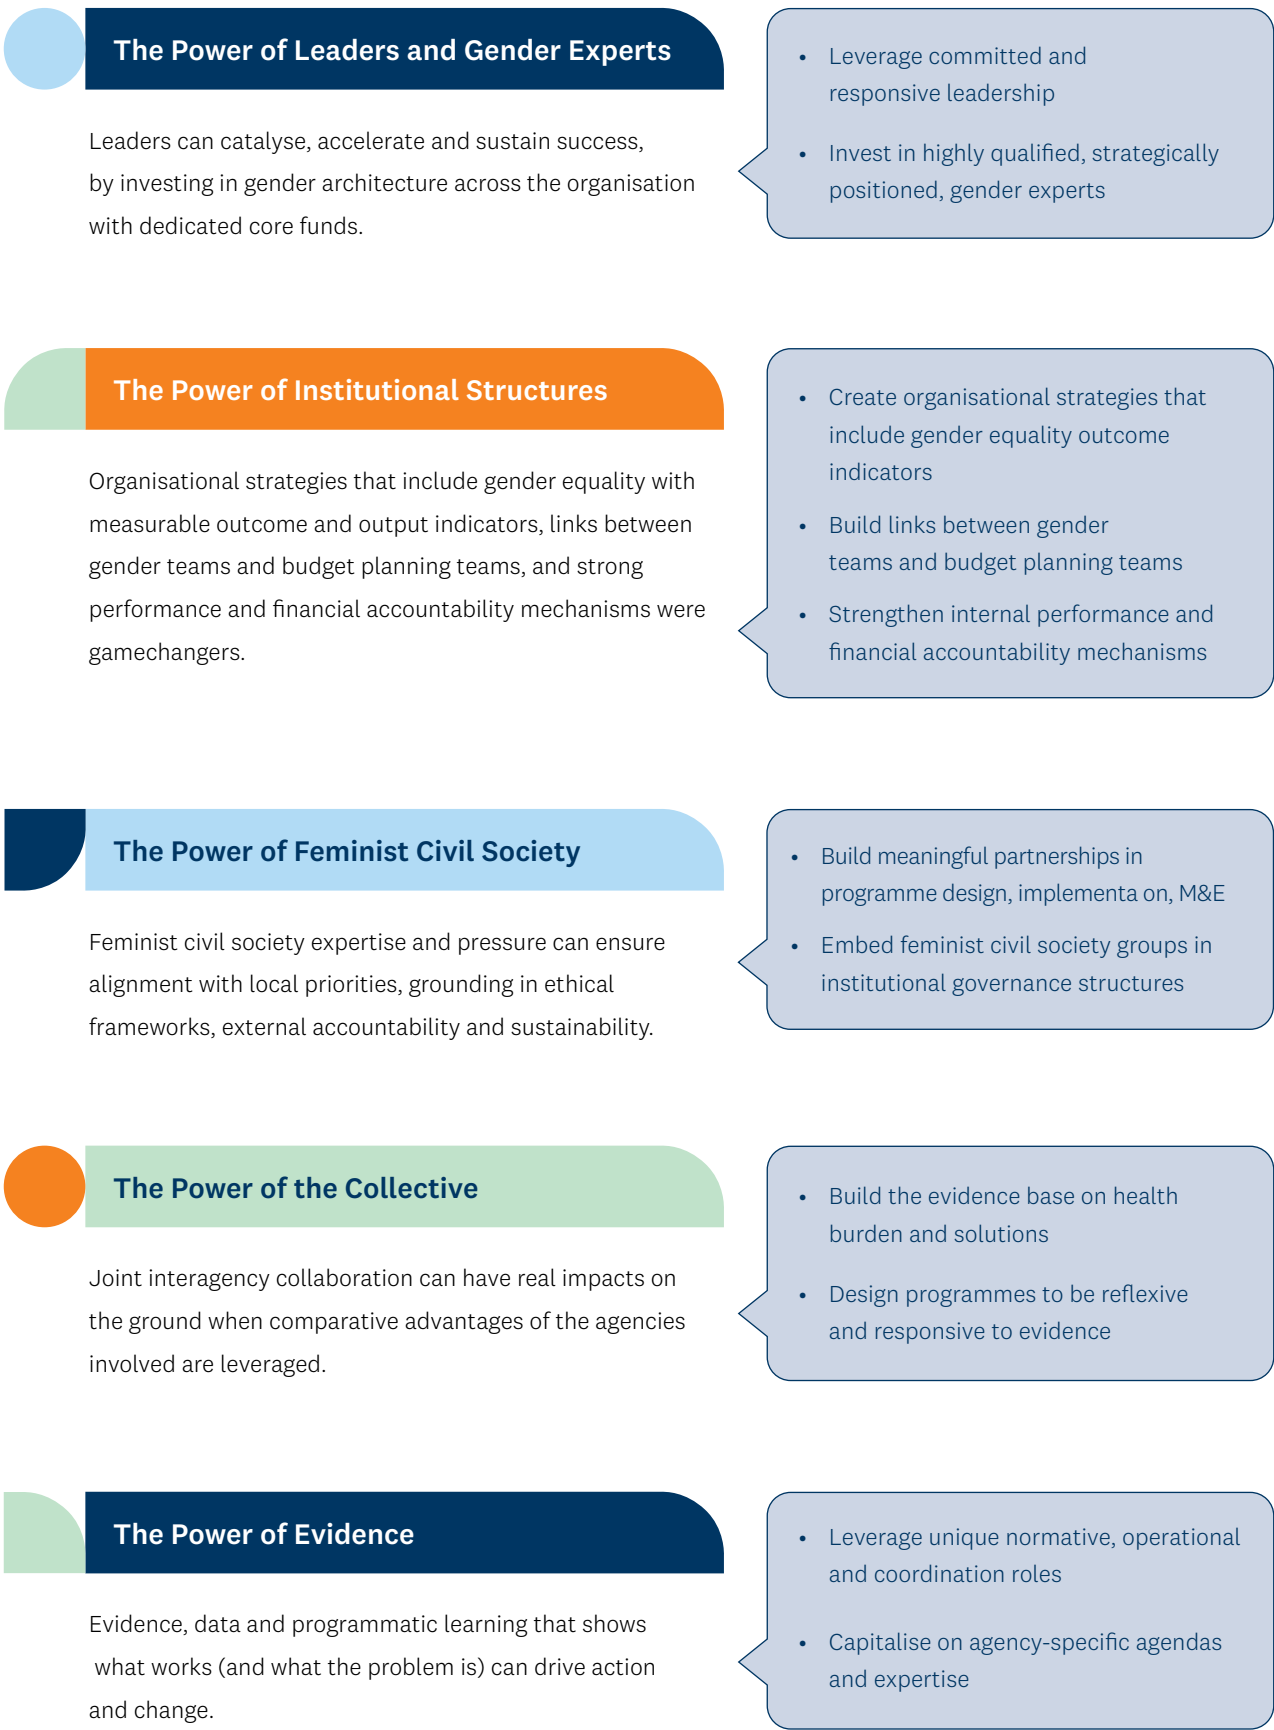 The Power of Leaders and Gender Experts
Leaders can catalyse, accelerate and sustain success,
by investing in gender architecture across the organisation
with dedicated core funds.
• Leverage committed and
responsive leadership
• Invest in highly qualified, strategically
positioned, gender experts
The Power of Institutional Structures
Organisational strategies that include gender equality with
measurable outcome and output indicators, links between
gender teams and budget planning teams, and strong
performance and financial accountability mechanisms were
gamechangers.
• Create organisational strategies that
include gender equality outcome
indicators
• Build links between gender
teams and budget planning teams
• Strengthen internal performance and
financial accountability mechanisms
The Power of Feminist Civil Society
Feminist civil society expertise and pressure can ensure
alignment with local priorities, grounding in ethical
frameworks, external accountability and sustainability.
• Build meaningful partnerships in
programme design, implementa on, M&E
• Embed feminist civil society groups in
institutional governance structures
The Power of the Collective
Joint interagency collaboration can have real impacts on
the ground when comparative advantages of the agencies
involved are leveraged.
• Build the evidence base on health
burden and solutions
• Design programmes to be reflexive
and responsive to evidence
The Power of Evidence
Evidence, data and programmatic learning that shows
what works (and what the problem is) can drive action
and change.
• Leverage unique normative, operational
and coordination roles
• Capitalise on agency-specific agendas
and expertise